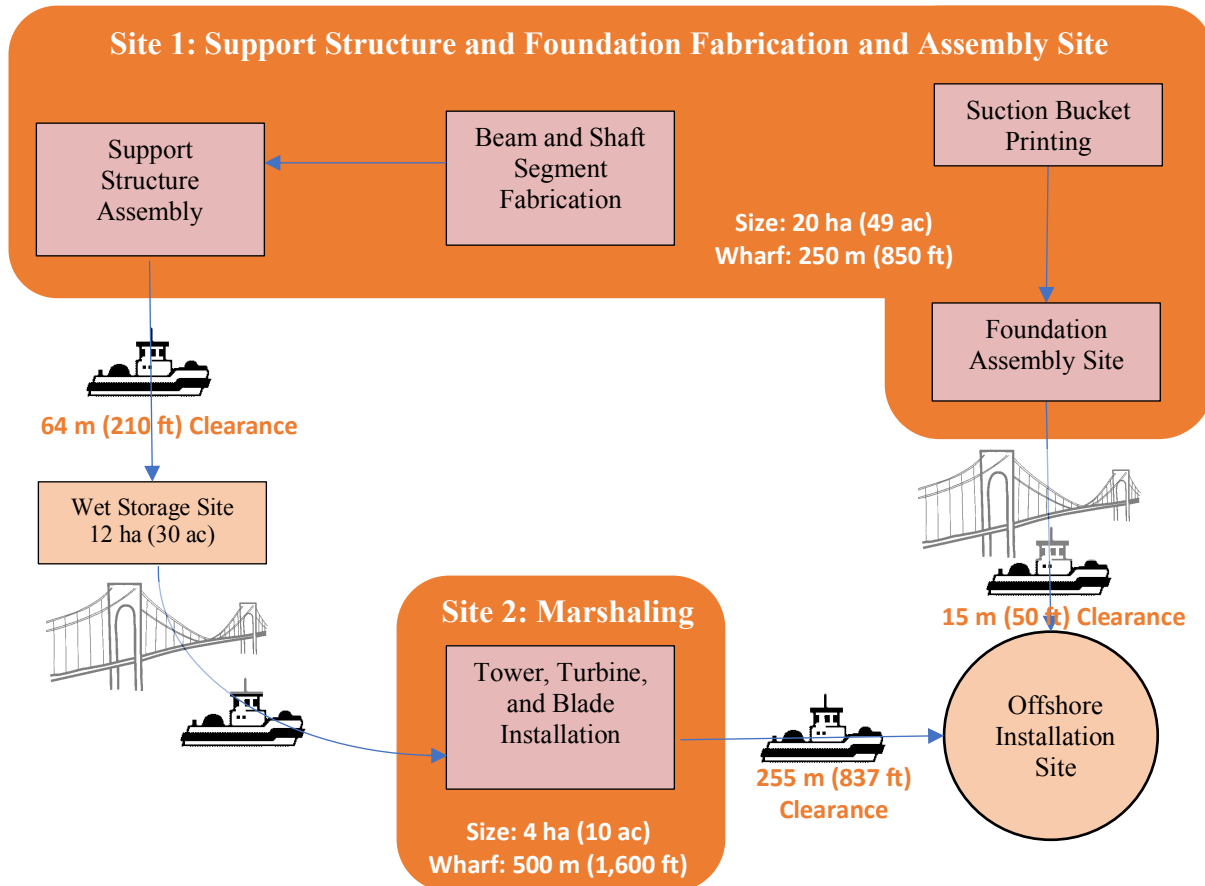 Site 1: Support Structure and Foundation Fabrication and Assembly Site
Support
Structure
Assembly
Beam and Shaft
Segment
Fabrication
Suction Bucket
Printing
Size: 20 ha (49 ac)
Wharf: 250 m (850 ft)
Foundation
Assembly Site
64 m (210 ft) Clearance
Wet Storage Site
12 ha (30 ac)
15 m (50 ft) Clearance
Site 2: Marshaling
Tower, Turbine,
and Blade
Installation
Size: 4 ha (10 ac)
Wharf: 500 m (1,600 ft)
255 m (837 ft)
Clearance
Offshore
Installation
Site